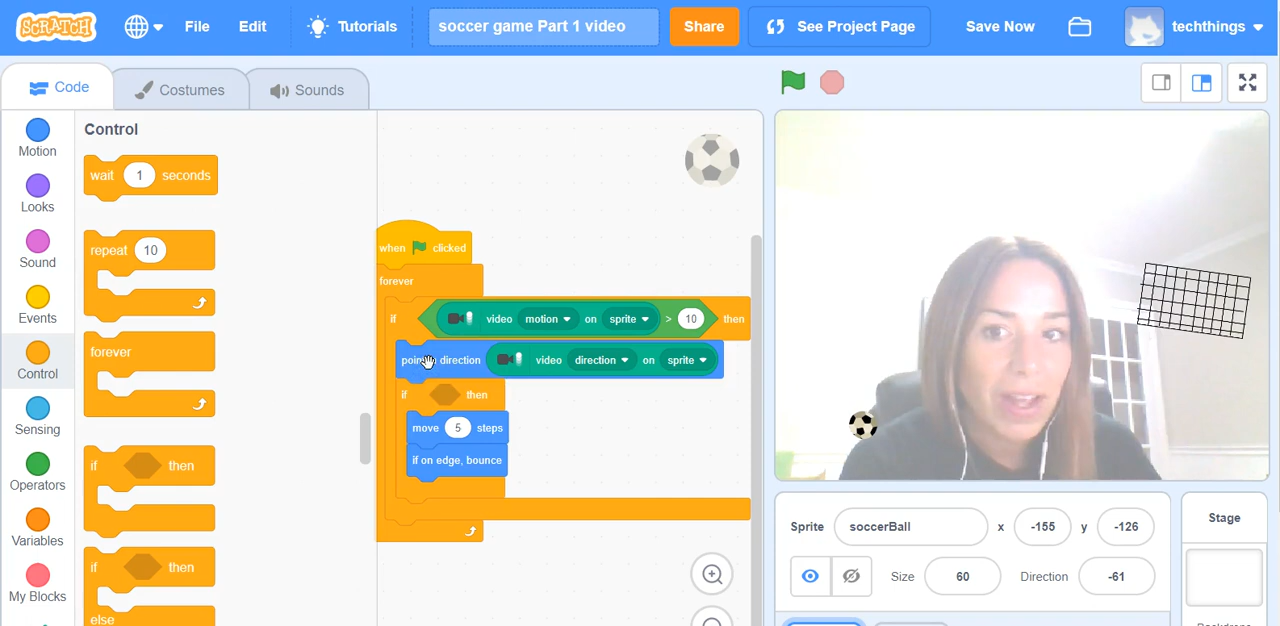 SCRATCH File Edit Tutorials soccer game Part 1 video Share See Project Page Save Now techthings
Code Costumes Sounds
Motion
Looks
Sound
Events
Control
Sensing
Operators
Variables
My Blocks
Control
wait 1 seconds
repeat 10
forever
if then
if then
else
when clicked
forever
if video motion on sprite > 10 then
direction video direction on sprite
if then
move 5 steps
if on edge, bounce
Sprite soccerBall x -155 y -126
Size 60 Direction -61
Stage